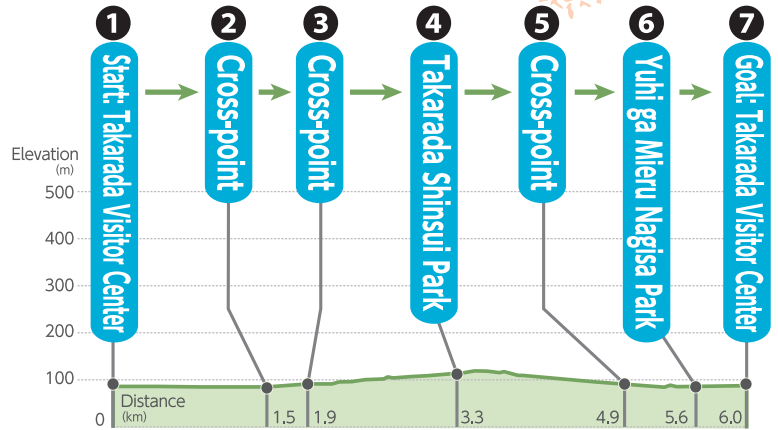 1
2
3
4
5
6
7
Start: Takarada Visitor Center
Cross-point
Cross-point
Takarada Shinsui Park
Cross-point
Yuhi ga Mieru Nagisa Park
Goal: Takarada Visitor Center
Elevation
(m)
500
400
300
200
100
0
Distance
(km)
1.5
1.9
3.3
4.9
5.6
6.0